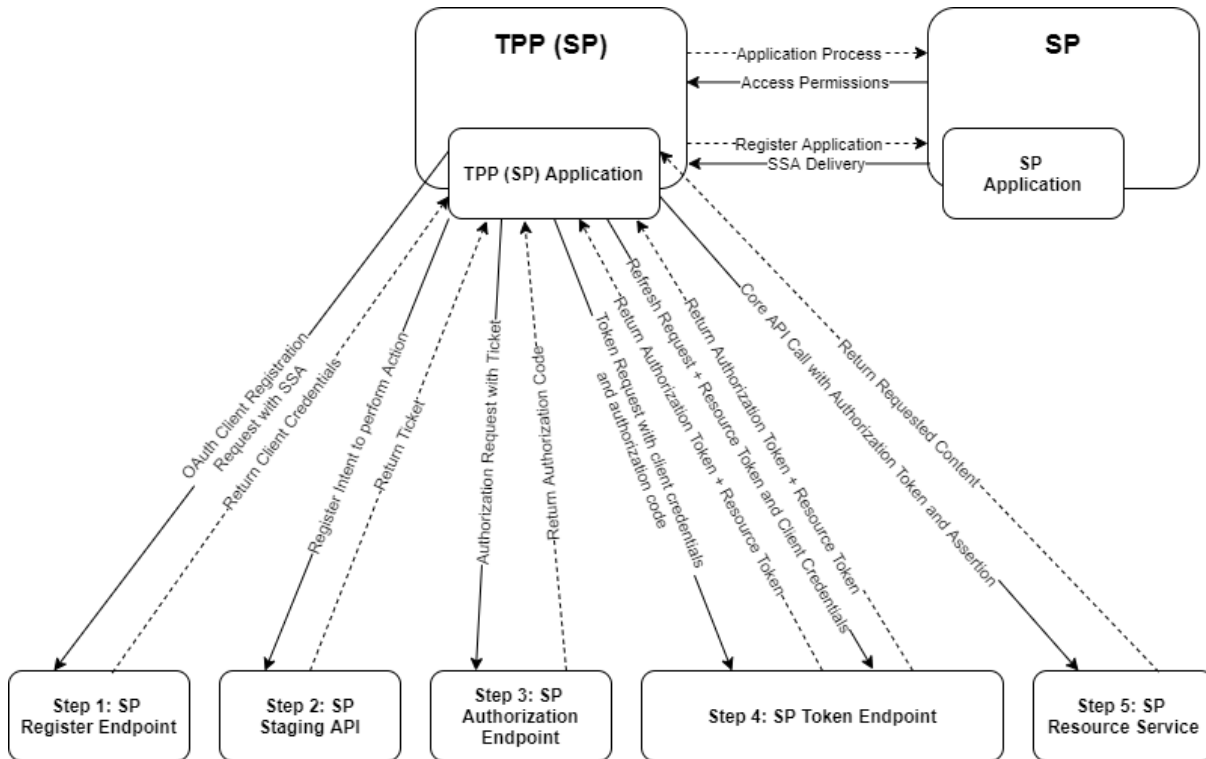 TPP (SP)
SP
Application Process
Access Permissions
Register Application
SSA Delivery
TPP (SP) Application
SP
Application
OAuth Client Registration
Request with SSA
Return Client Credentials
Register Intent to perform Action
Return Ticket
Authorization Request with Ticket
Return Authorization Code
Token Request with client credentials
and authorization code
Return Authorization Token + Resource Token
Refresh Request + Resource Token and Client Credentials
Return Authorization Token + Resource Token
Core API Call with Authorization Token and Assertion
Return Requested Content
Step 1: SP
Register Endpoint
Step 2: SP
Staging API
Step 3: SP
Authorization
Endpoint
Step 4: SP Token Endpoint
Step 5: SP
Resource Service